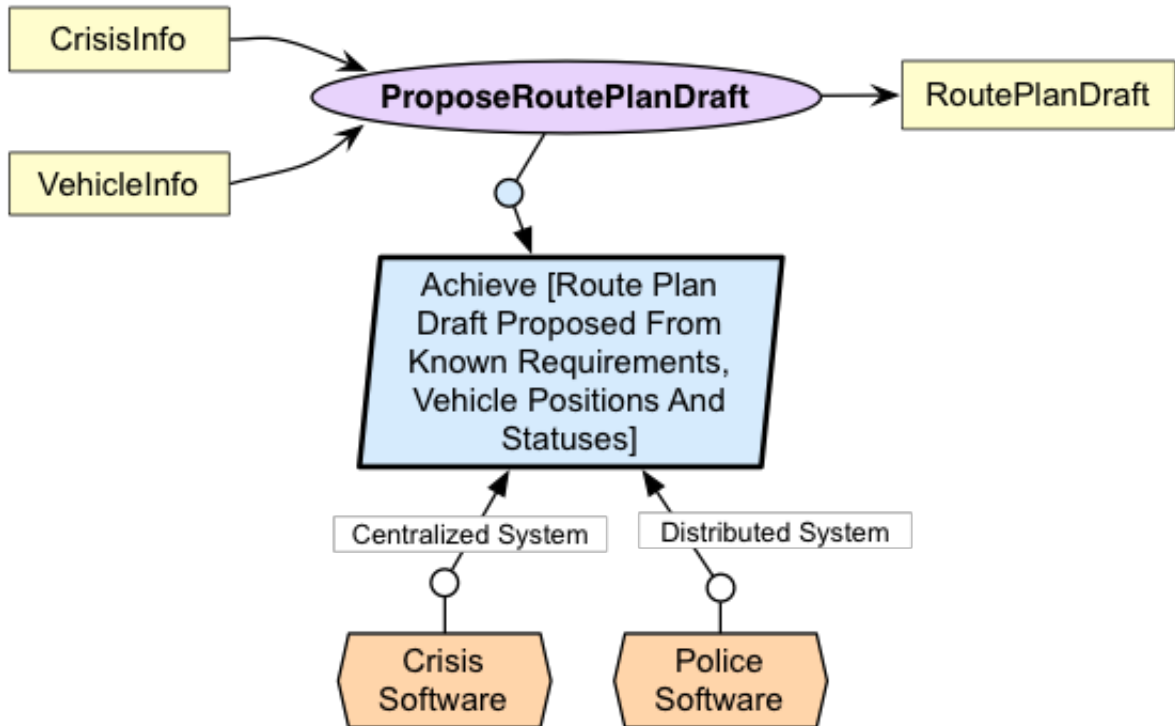 CrisisInfo
ProposeRoutePlanDraft
RoutePlanDraft
VehicleInfo
Achieve [Route Plan
Draft Proposed From
Known Requirements,
Vehicle Positions And
Statuses]
Centralized System
Distributed System
Crisis
Software
Police
Software